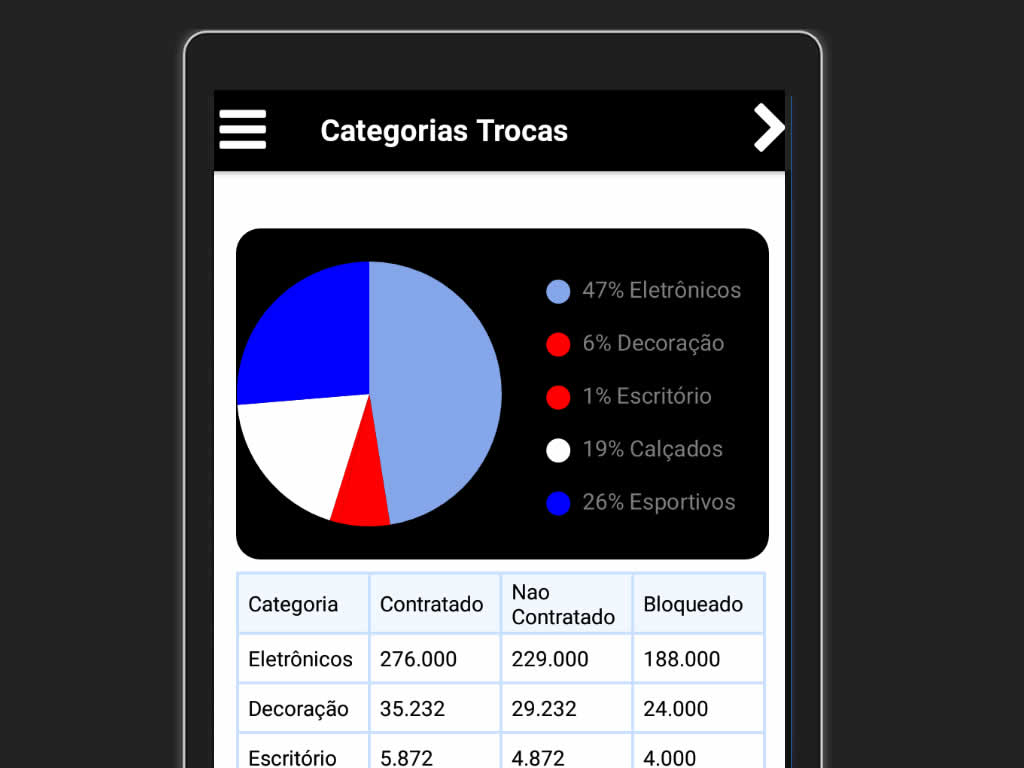 Categorias Trocas
47% Eletrônicos
6% Decoração
1% Escritório
19% Calçados
26% Esportivos
Categoria Contratado Nao Contratado Bloqueado
Eletrônicos 276.000 229.000 188.000
Decoração 35.232 29.232 24.000
Escritório 5.872 4.872 4.000